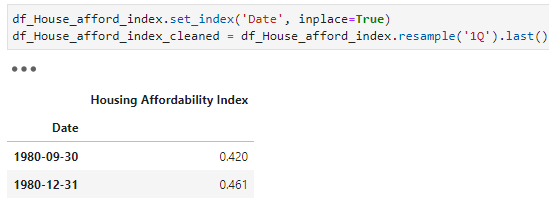 df_House_afford_index.set_index('Date', inplace=True)
df_House_afford_index_cleaned = df_House_afford_index.resample('1Q').last()
Housing Affordability Index
Date
1980-09-30 0.420
1980-12-31 0.461